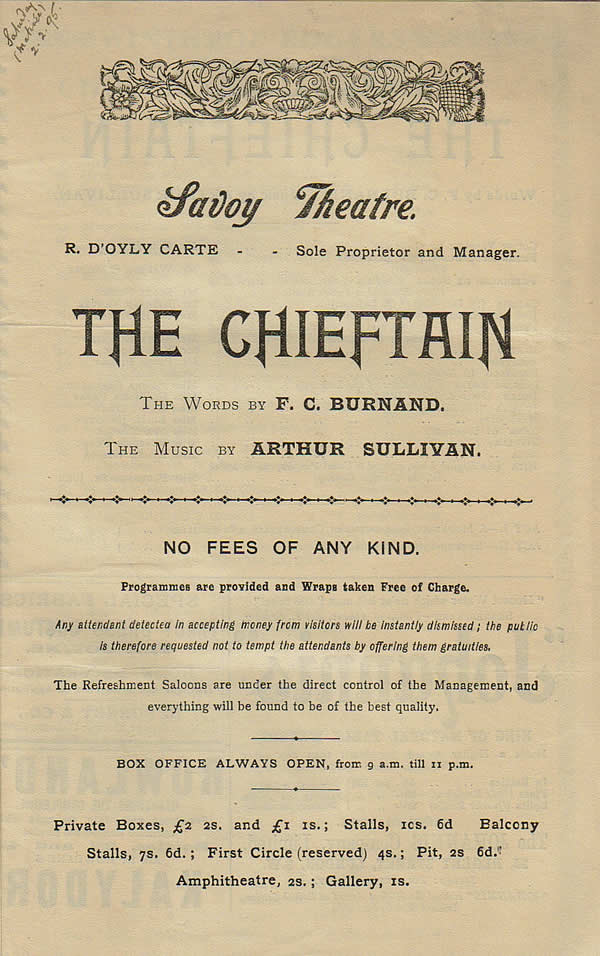 Saturday
(Matinée)
2.2.95.
Savoy Theatre.
R. D'OYLY CARTE - - Sole Proprietor and Manager.
THE CHIEFTAIN
THE WORDS BY F. C. BURNAND.
THE MUSIC BY ARTHUR SULLIVAN.
NO FEES OF ANY KIND.
Programmes are provided and Wraps taken Free of Charge.
Any attendant detected in accepting money from visitors will be instantly dismissed; the public
is therefore requested not to tempt the attendants by offering them gratuities.
The Refreshment Saloons are under the direct control of the Management, and
everything will be found to be of the best quality.
BOX OFFICE ALWAYS OPEN, from 9 a.m. till 11 p.m.
Private Boxes, £2 2s. and £1 1s.; Stalls, 10s. 6d Balcony
Stalls, 7s. 6d.; First Circle (reserved) 4s.; Pit, 2s 6d.
Amphitheatre, 2s.; Gallery, 1s.